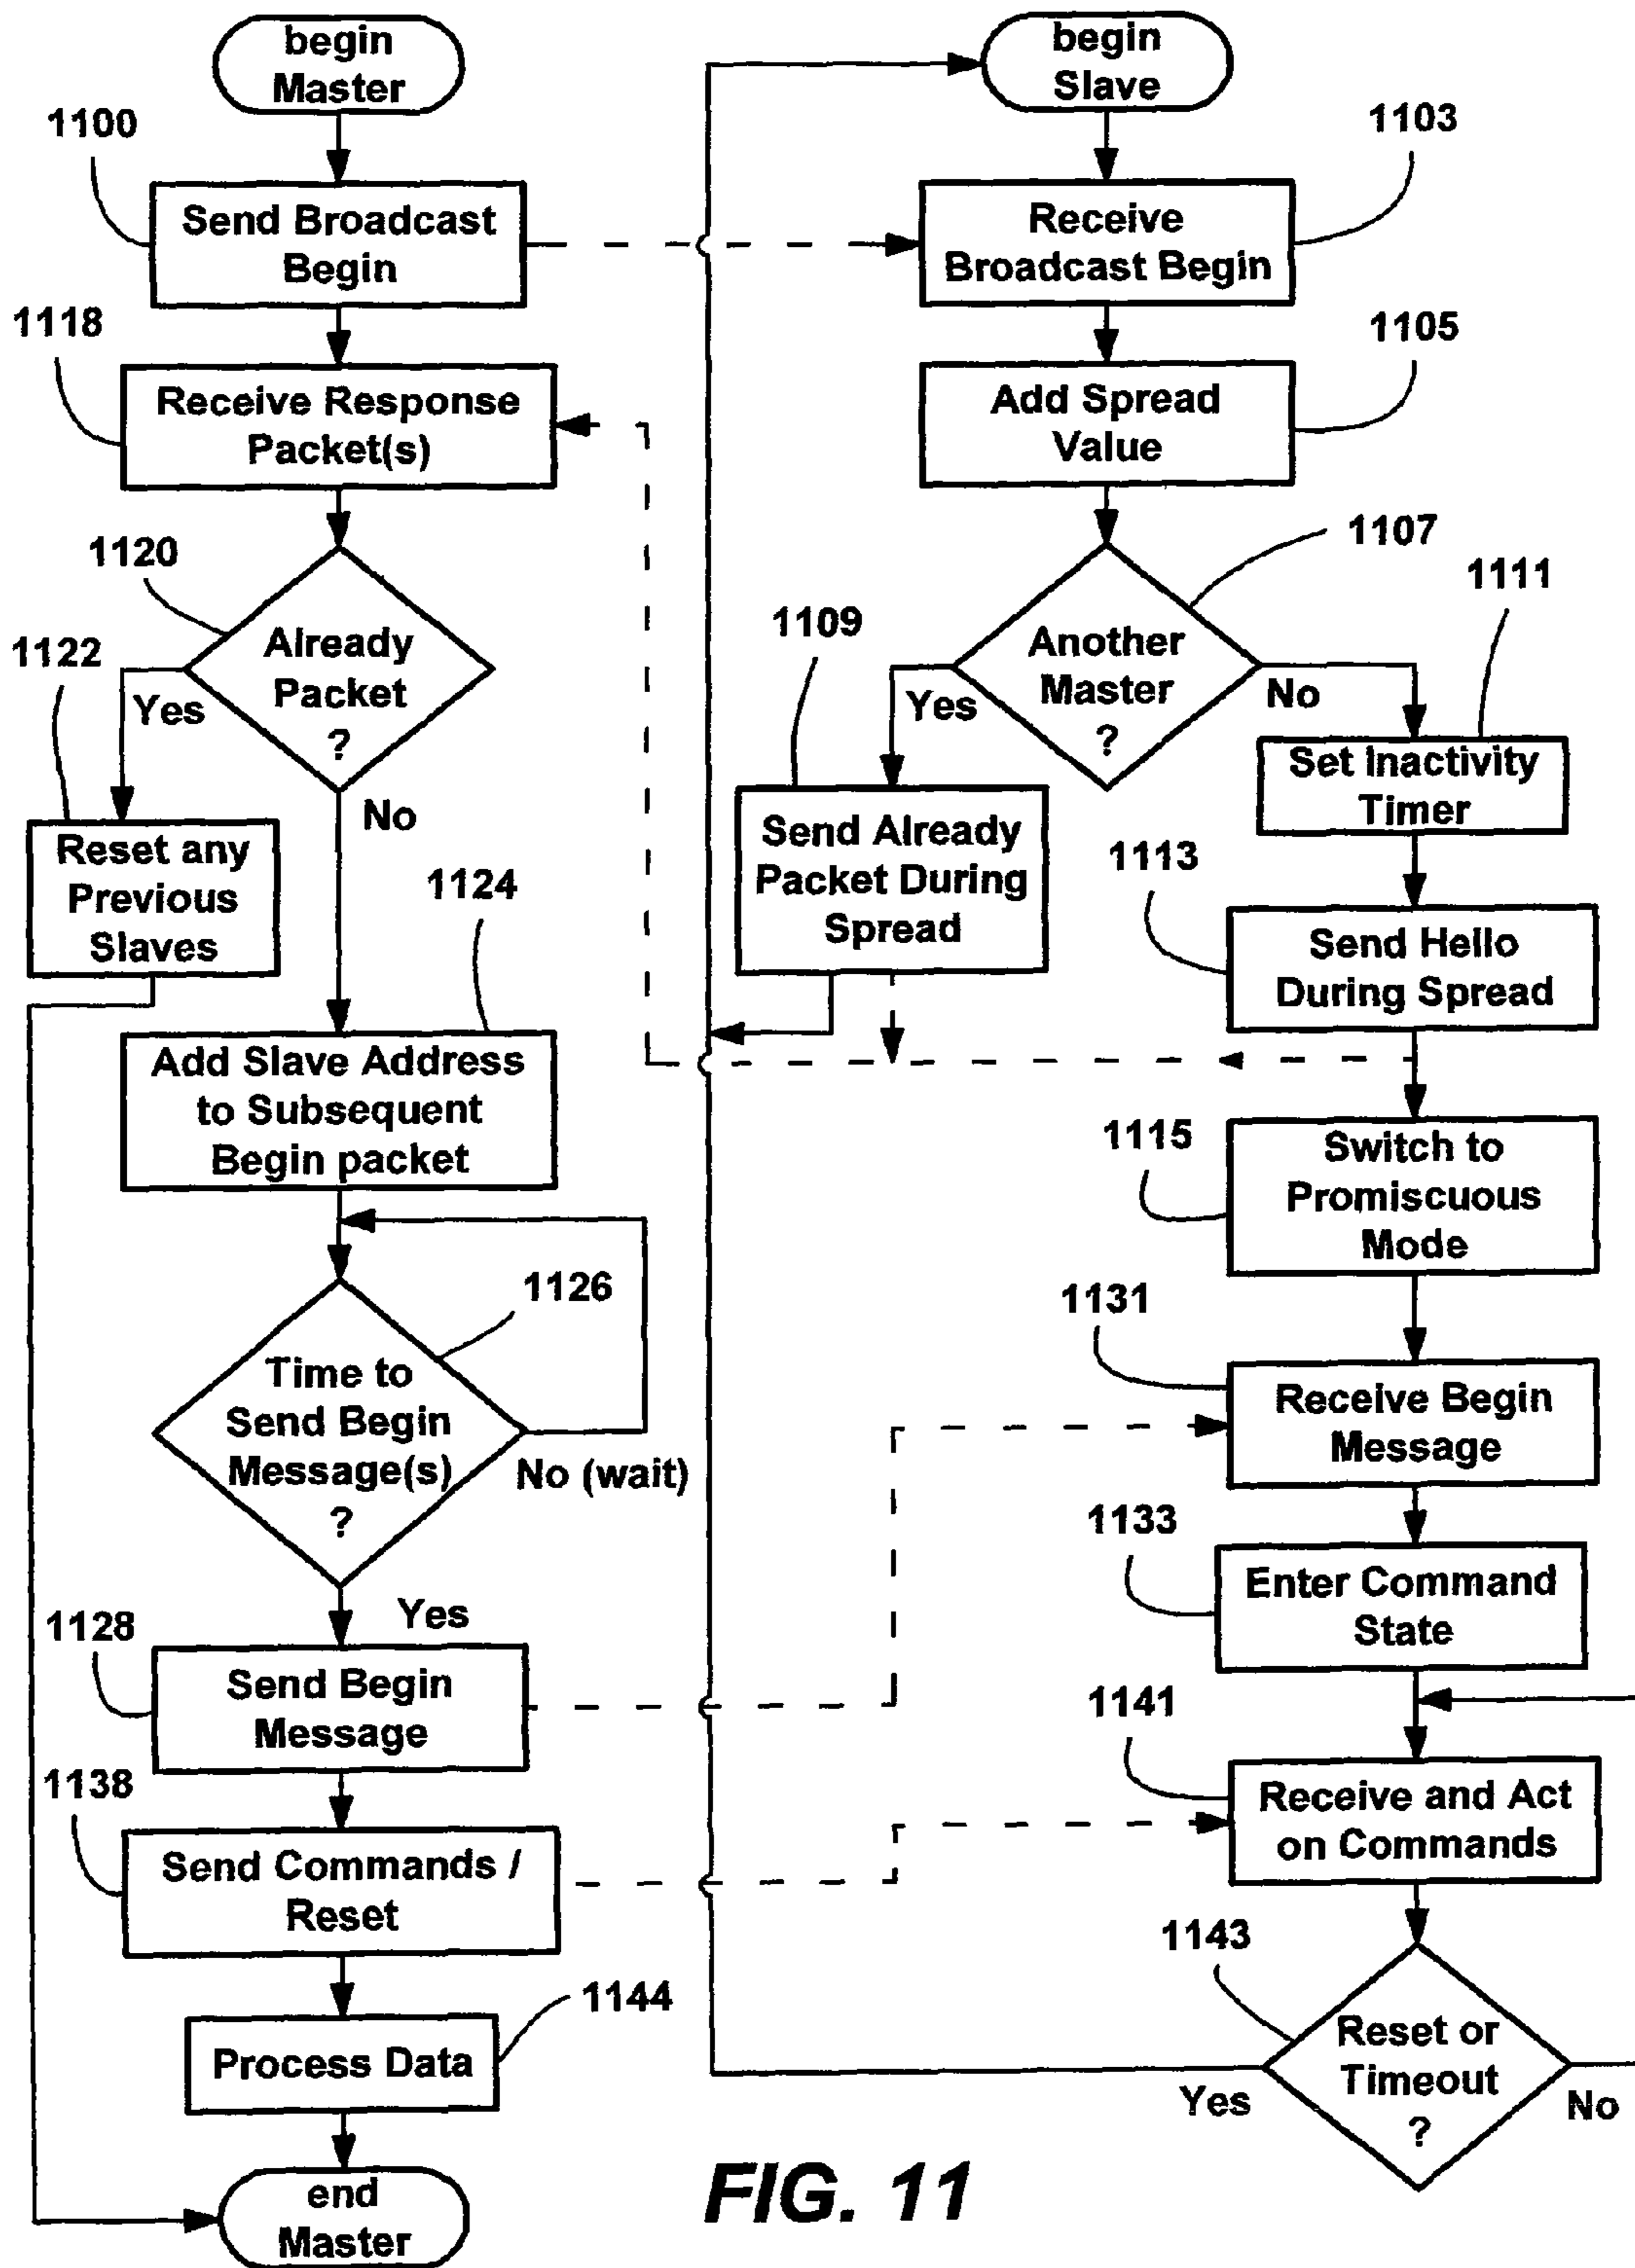 begin
Master
1100
Send Broadcast
Begin
1118
Receive Response
Packet(s)
1120
Already
Packet
?
1122
Yes
No
Reset any
Previous
Slaves
1124
Add Slave Address
to Subsequent
Begin packet
1126
Time to
Send Begin
Message(s)
?
No (wait)
Yes
1128
Send Begin
Message
1138
Send Commands /
Reset
1144
Process Data
end
Master
begin
Slave
1103
Receive
Broadcast Begin
1105
Add Spread
Value
1107
Another
Master
?
Yes
No
1109
Send Already
Packet During
Spread
1111
Set Inactivity
Timer
1113
Send Hello
During Spread
1115
Switch to
Promiscuous
Mode
1131
Receive Begin
Message
1133
Enter Command
State
1141
Receive and Act
on Commands
1143
Reset or
Timeout
?
Yes
No
FIG. 11